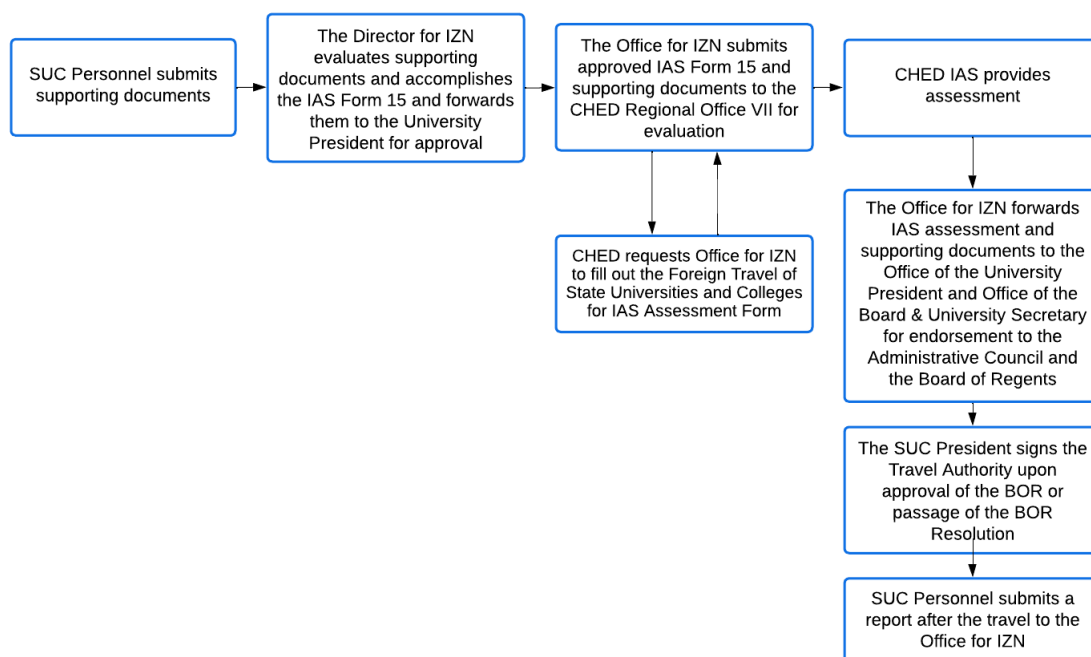 SUC Personnel submits
supporting documents
The Director for IZN
evaluates supporting
documents and accomplishes
the IAS Form 15 and forwards
them to the University
President for approval
The Office for IZN submits
approved IAS Form 15 and
supporting documents to the
CHED Regional Office VII for
evaluation
CHED requests Office for IZN
to fill out the Foreign Travel of
State Universities and Colleges
for IAS Assessment Form
CHED IAS provides
assessment
The Office for IZN forwards
IAS assessment and
supporting documents to the
Office of the University
President and Office of the
Board & University Secretary
for endorsement to the
Administrative Council and
the Board of Regents
The SUC President signs the
Travel Authority upon
approval of the BOR or
passage of the BOR
Resolution
SUC Personnel submits a
report after the travel to the
Office for IZN